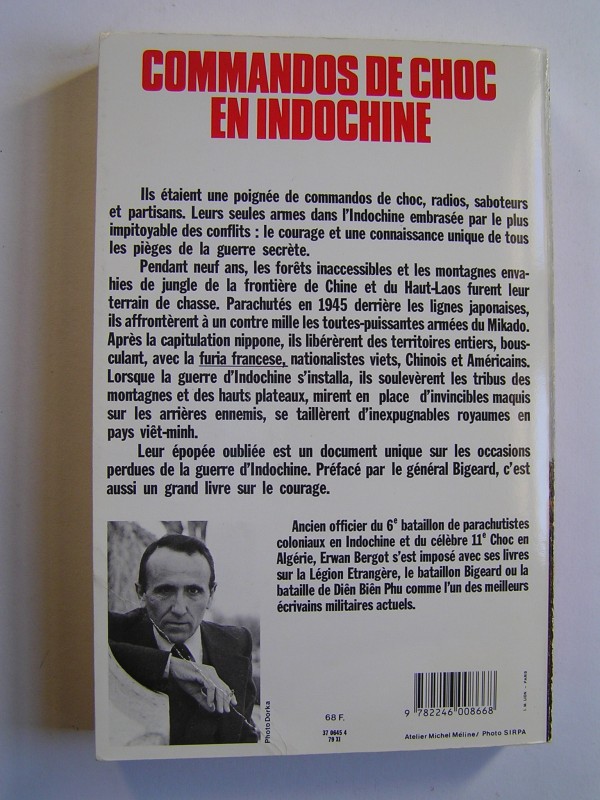 COMMANDOS DE CHOC
EN INDOCHINE
Ils étaient une poignée de commandos de choc, radios, saboteurs
et partisans. Leurs seules armes dans l'Indochine embrasée par le plus
impitoyable des conflits : le courage et une connaissance unique de tous
les pièges de la guerre secrète.
Pendant neuf ans, les forêts inaccessibles et les montagnes enva-
hies de jungle de la frontière de Chine et du Haut-Laos furent leur
terrain de chasse. Parachutés en 1945 derrière les lignes japonaises,
ils affrontèrent à un contre mille les toutes-puissantes armées du Mikado.
Après la capitulation nippone, ils libérèrent des territoires entiers, bous-
culant, avec la furia francese, nationalistes viets, Chinois et Américains.
Lorsque la guerre d'Indochine s'installa, ils soulevèrent les tribus des
montagnes et des hauts plateaux, mirent en place d'invincibles maquis
sur les arrières ennemis, se taillèrent d'inexpugnables royaumes en
pays viêt-minh.
Leur épopée oubliée est un document unique sur les occasions
perdues de la guerre d'Indochine. Préfacé par le général Bigeard, c'est
aussi un grand livre sur le courage.
Ancien officier du 6e bataillon de parachutistes
coloniaux en Indochine et du célèbre 11e Choc en
Algérie, Erwan Bergot s'est imposé avec ses livres
sur la Légion Etrangère, le bataillon Bigeard ou la
bataille de Diên Biên Phu comme l'un des meilleurs
écrivains militaires actuels.
Photo Dorka
68 F.
37 0645 4
79 XI
9 782246 008668
Atelier Michel Méline / Photo SIRPA